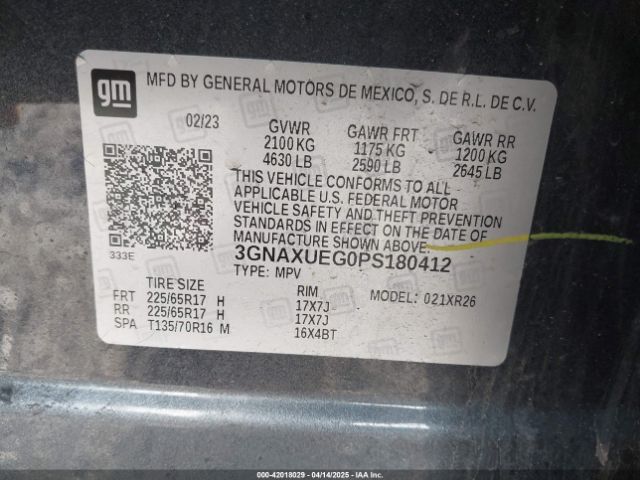 gm
MFD BY GENERAL MOTORS DE MEXICO, S. DE R.L. DE C.V.
02/23 GVWR GAWR FRT GAWR RR
2100 KG 1175 KG 1200 KG
4630 LB 2590 LB 2645 LB
THIS VEHICLE CONFORMS TO ALL
APPLICABLE U.S. FEDERAL MOTOR
VEHICLE SAFETY AND THEFT PREVENTION
STANDARDS IN EFFECT ON THE DATE OF
MANUFACTURE SHOWN ABOVE.
333E
3GNAXUEG0PS180412
TYPE: MPV
TIRE SIZE RIM MODEL: 021XR26
FRT 225/65R17 H 17X7J
RR 225/65R17 H 17X7J
SPA T135/70R16 M 16X4BT
000-42018029 - 04/14/2025 - IAA Inc.